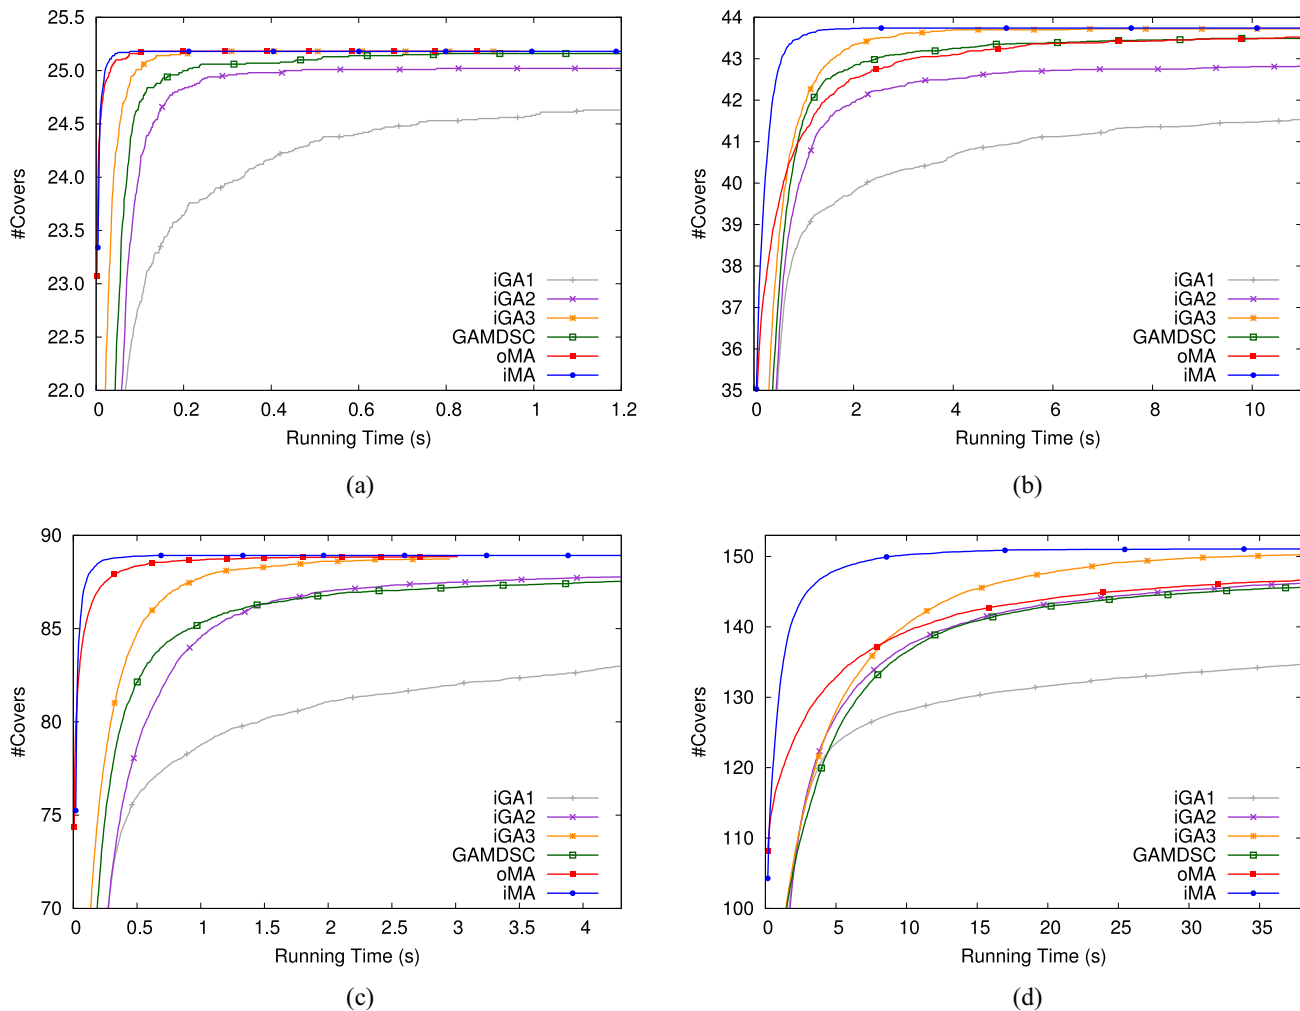 25.5
25.0
24.5
24.0
23.5
23.0
22.5
22.0
#Covers
0 0.2 0.4 0.6 0.8 1 1.2
Running Time (s)
iGA1
iGA2
iGA3
GAMDSC
oMA
iMA
(a)
44
43
42
41
40
39
38
37
36
35
#Covers
0 2 4 6 8 10
Running Time (s)
iGA1
iGA2
iGA3
GAMDSC
oMA
iMA
(b)
90
85
80
75
70
#Covers
0 0.5 1 1.5 2 2.5 3 3.5 4
Running Time (s)
iGA1
iGA2
iGA3
GAMDSC
oMA
iMA
(c)
150
140
130
120
110
100
#Covers
0 5 10 15 20 25 30 35
Running Time (s)
iGA1
iGA2
iGA3
GAMDSC
oMA
iMA
(d)